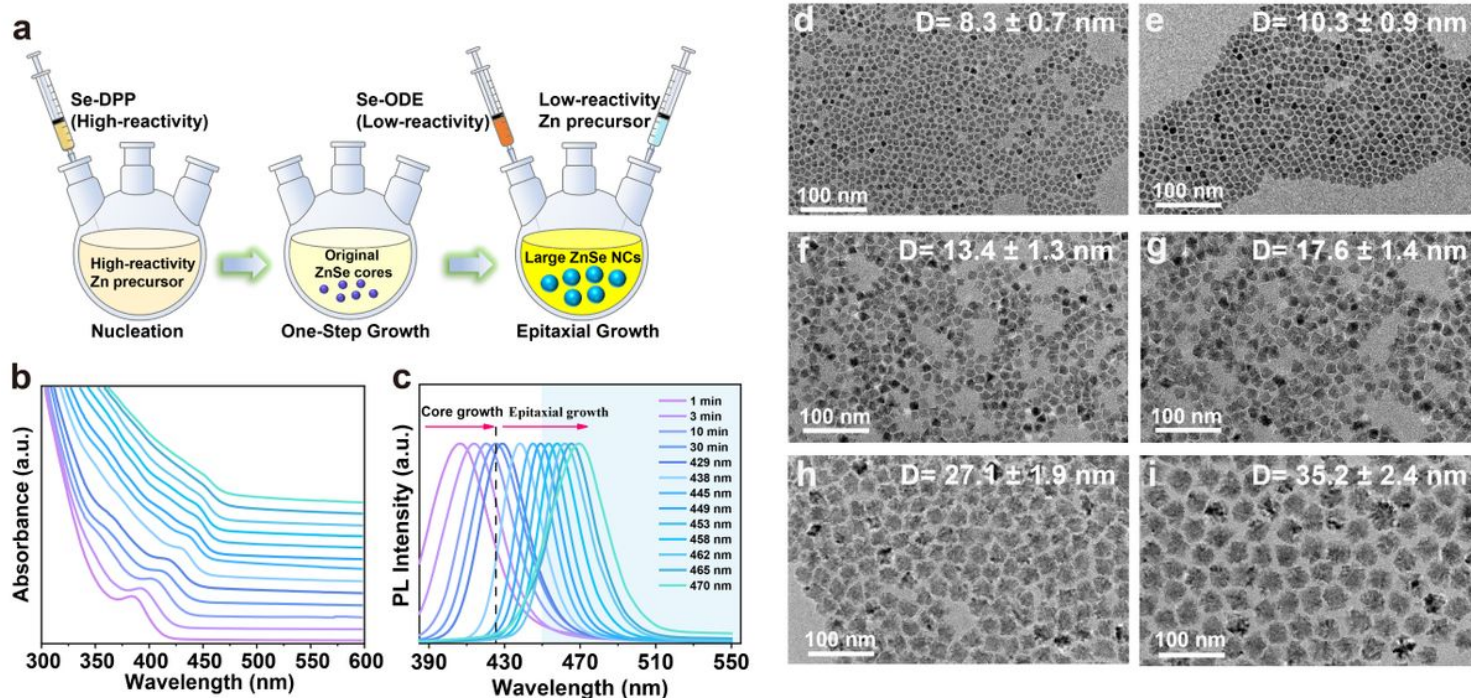 a
Se-DPP
(High-reactivity)
Se-ODE
(Low-reactivity)
Low-reactivity
Zn precursor
High-reactivity
Zn precursor
Original
ZnSe cores
Large ZnSe NCs
Nucleation
One-Step Growth
Epitaxial Growth
b
Absorbance (a.u.)
300 350 400 450 500 550 600
Wavelength (nm)
c
PL Intensity (a.u.)
Core growth
Epitaxial growth
1 min
3 min
10 min
30 min
429 nm
438 nm
445 nm
449 nm
453 nm
458 nm
462 nm
465 nm
470 nm
390 430 470 510 550
Wavelength (nm)
d
D= 8.3 ± 0.7 nm
100 nm
e
D= 10.3 ± 0.9 nm
100 nm
f
D= 13.4 ± 1.3 nm
100 nm
g
D= 17.6 ± 1.4 nm
100 nm
h
D= 27.1 ± 1.9 nm
100 nm
i
D= 35.2 ± 2.4 nm
100 nm